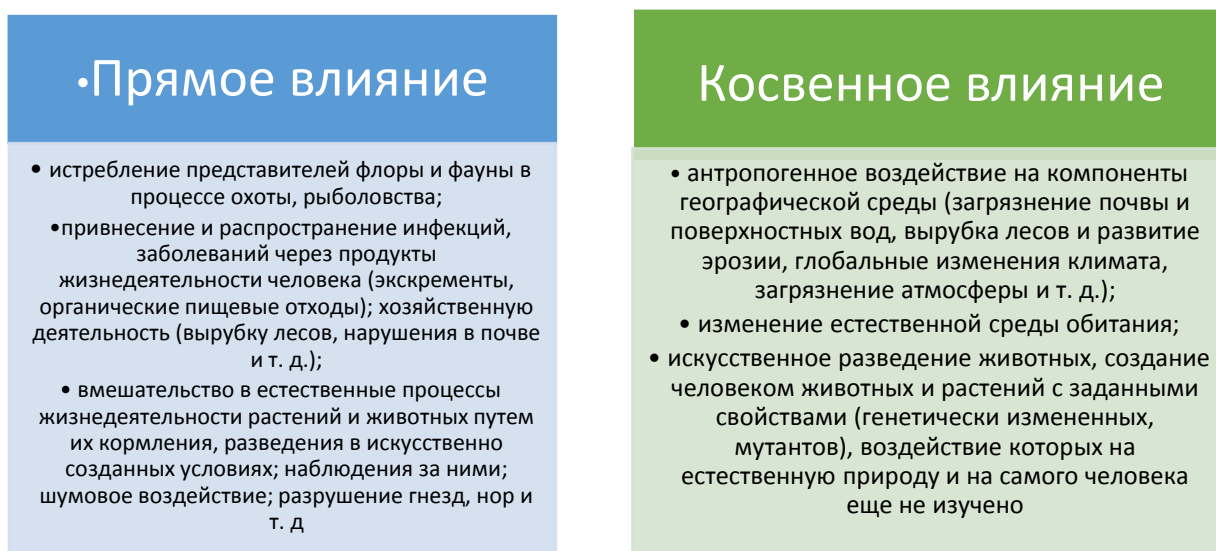 •Прямое влияние
• истребление представителей флоры и фауны в
процессе охоты, рыболовства;
•привнесение и распространение инфекций,
заболеваний через продукты
жизнедеятельности человека (экскременты,
органические пищевые отходы); хозяйственную
деятельность (вырубку лесов, нарушения в почве
и т. д.);
• вмешательство в естественные процессы
жизнедеятельности растений и животных путем
их кормления, разведения в искусственно
созданных условиях; наблюдения за ними;
шумовое воздействие; разрушение гнезд, нор и
т. д
Косвенное влияние
• антропогенное воздействие на компоненты
географической среды (загрязнение почвы и
поверхностных вод, вырубка лесов и развитие
эрозии, глобальные изменения климата,
загрязнение атмосферы и т. д.);
• изменение естественной среды обитания;
• искусственное разведение животных, создание
человеком животных и растений с заданными
свойствами (генетически измененных,
мутантов), воздействие которых на
естественную природу и на самого человека
еще не изучено